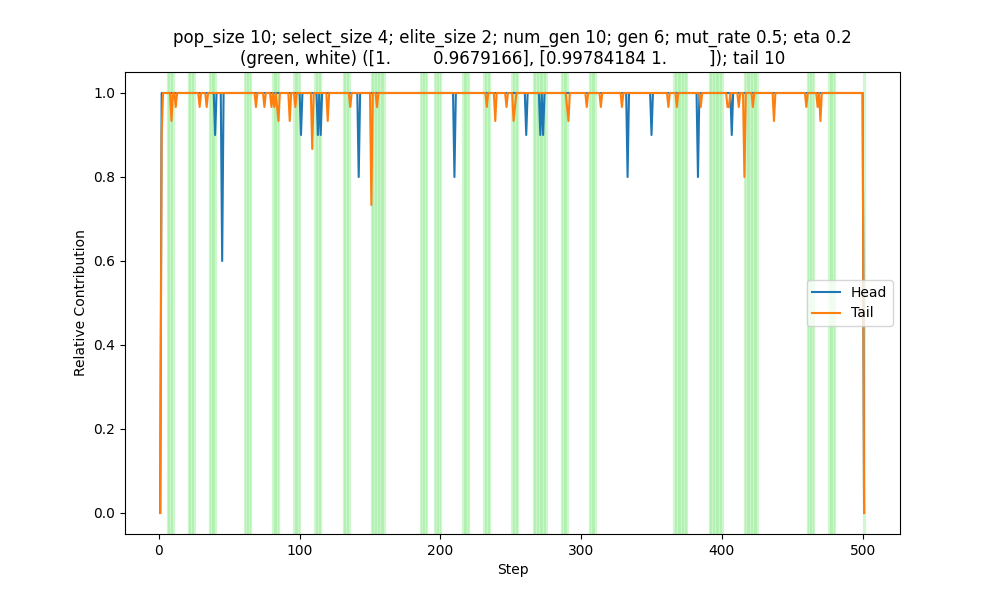 pop_size 10; select_size 4; elite_size 2; num_gen 10; gen 6; mut_rate 0.5; eta 0.2
(green, white) ([1.         0.9679166], [0.99784184 1.         ]); tail 10
1.0
0.8
0.6
0.4
0.2
0.0
Relative Contribution
Head
Tail
0
100
200
300
400
500
Step